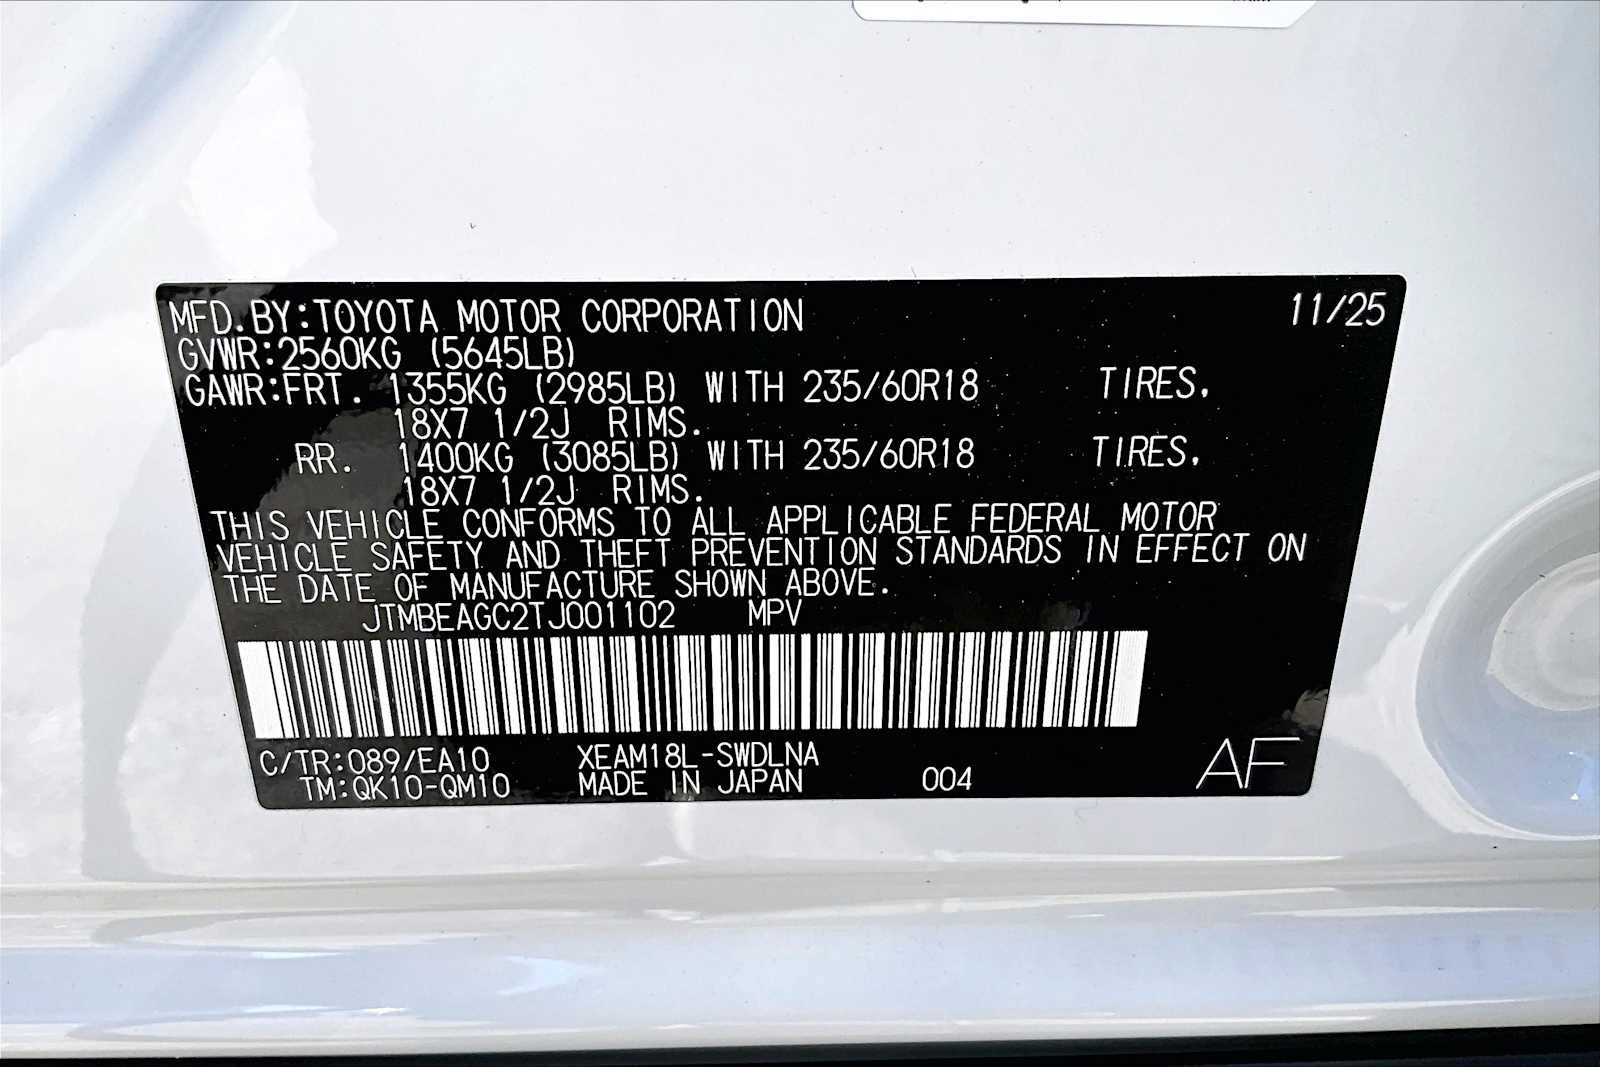 MFD.BY:TOYOTA MOTOR CORPORATION 11/25
GVWR:2560KG (5645LB)
GAWR:FRT. 1355KG (2985LB) WITH 235/60R18 TIRES,
18X7 1/2J RIMS.
RR. 1400KG (3085LB) WITH 235/60R18 TIRES,
18X7 1/2J RIMS.
THIS VEHICLE CONFORMS TO ALL APPLICABLE FEDERAL MOTOR
VEHICLE SAFETY AND THEFT PREVENTION STANDARDS IN EFFECT ON
THE DATE OF MANUFACTURE SHOWN ABOVE.
JTMBEAGC2TJ001102 MPV
C/TR:089/EA10 XEAM18L-SWDLNA
TM:QK10-QM10 MADE IN JAPAN 004 AF